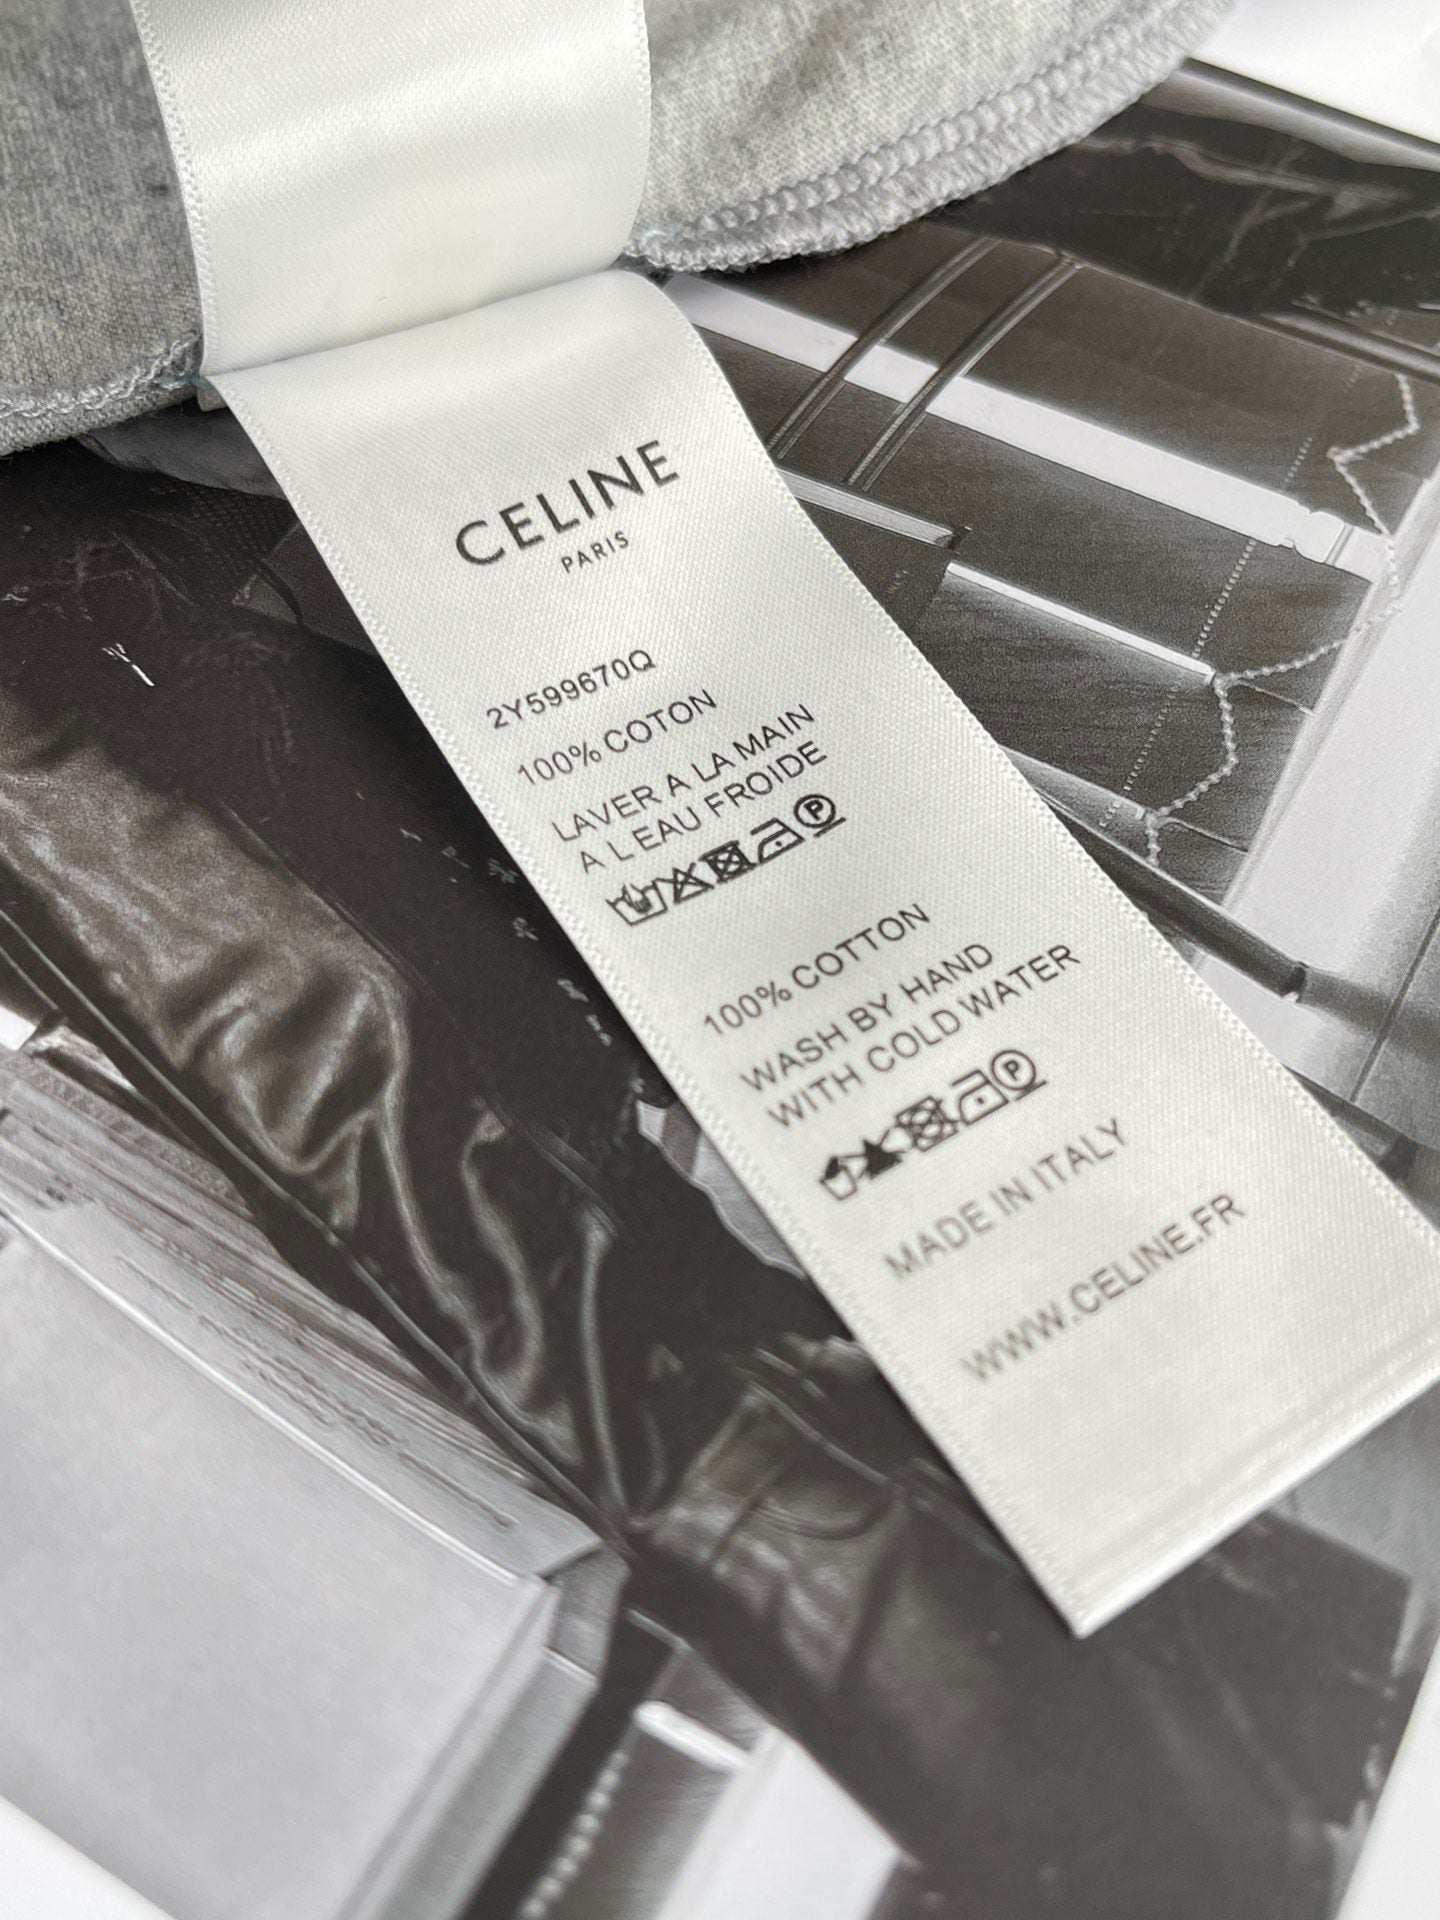 CELINE
PARIS
2Y599670Q
100% COTON
LAVER A LA MAIN
A L EAU FROIDE
P
100% COTTON
WASH BY HAND
WITH COLD WATER
P
MADE IN ITALY
WWW.CELINE.FR